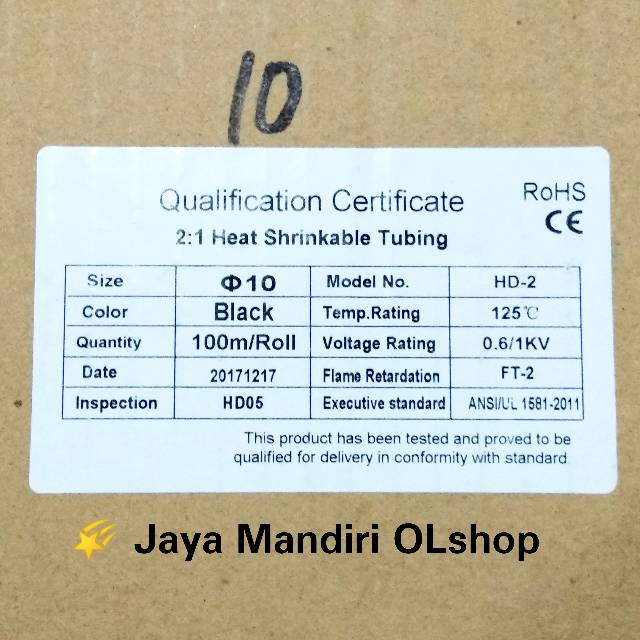 10
Qualification Certificate
RoHS
CE
2:1 Heat Shrinkable Tubing
Size Φ10 Model No. HD-2
Color Black Temp.Rating 125℃
Quantity 100m/Roll Voltage Rating 0.6/1KV
Date 20171217 Flame Retardation FT-2
Inspection HD05 Executive standard ANSI/UL 1581-2011
This product has been tested and proved to be
qualified for delivery in conformity with standard.
Jaya Mandiri OLshop